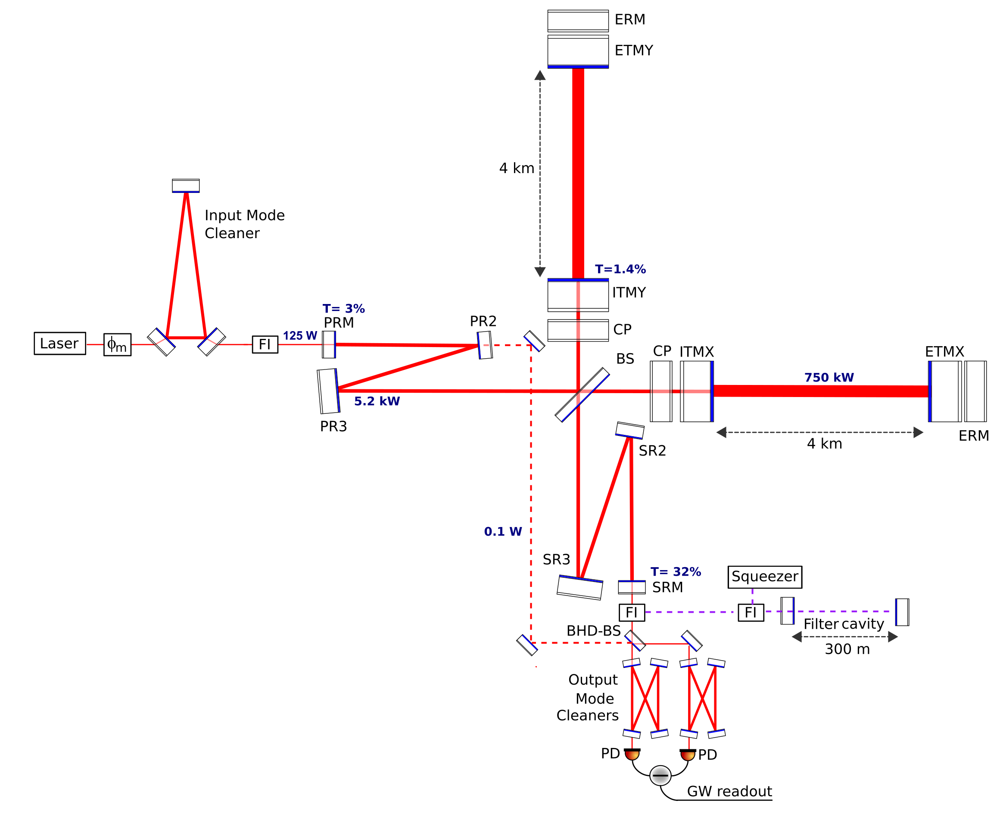 ERM
ETMY
4 km
T=1.4%
ITMY
Input Mode
Cleaner
T= 3%
PRM
PR2
CP
Laser
ϕm
FI
125 W
BS
CP
ITMX
ETMX
750 kW
5.2 kW
PR3
ERM
4 km
SR2
0.1 W
SR3
T= 32%
SRM
Squeezer
FI
FI
BHD-BS
Filter cavity
300 m
Output
Mode
Cleaners
PD
PD
GW readout